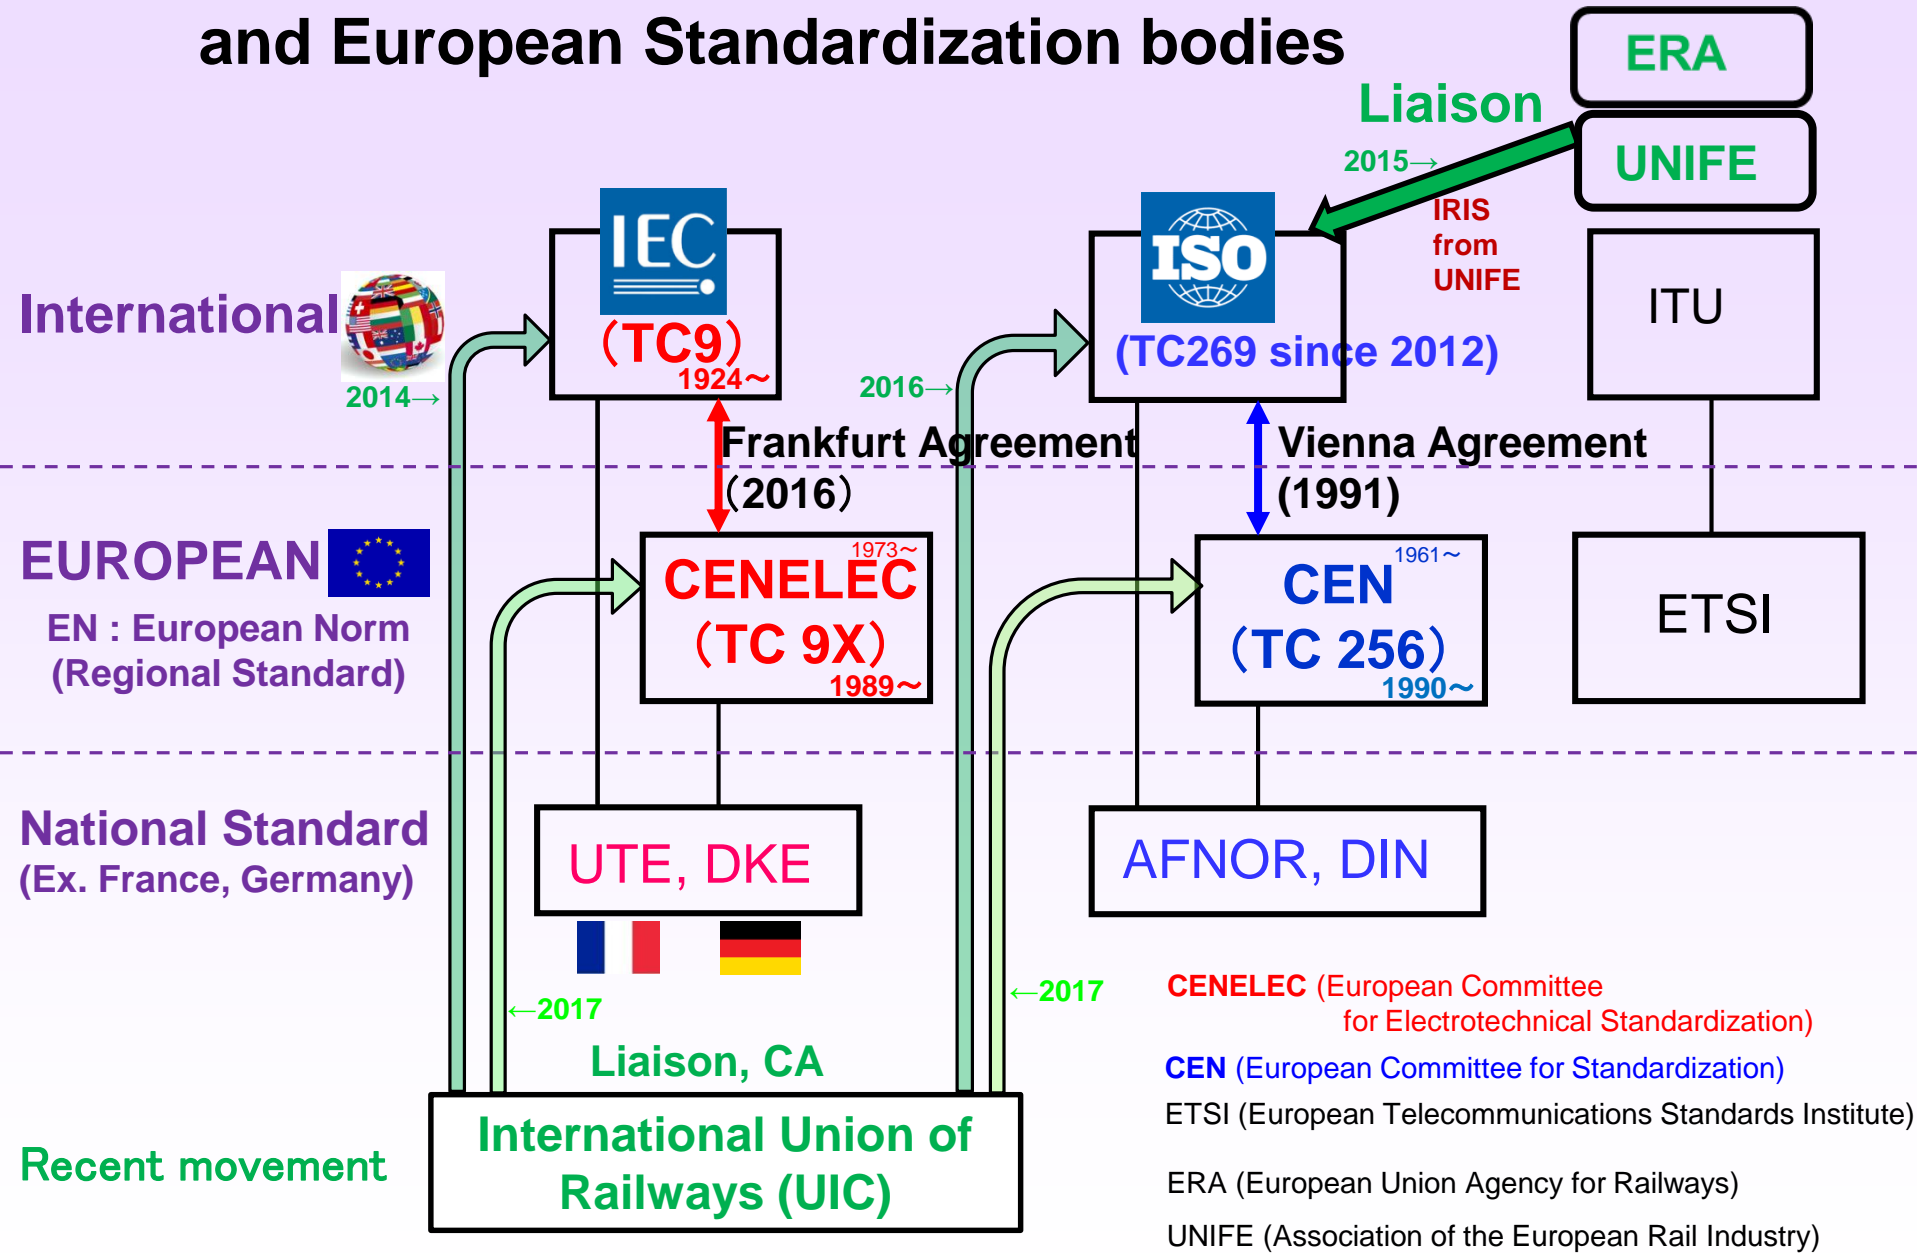 and European Standardization bodies
ERA
Liaison
UNIFE
2015→
IRIS
from
UNIFE
IEC
ISO
International
(TC9)
1924~
(TC269 since 2012)
ITU
2014→
2016→
Frankfurt Agreement
(2016)
Vienna Agreement
(1991)
EUROPEAN
EN : European Norm
(Regional Standard)
1973~
CENELEC
(TC 9X)
1989~
1961~
CEN
(TC 256)
1990~
ETSI
National Standard
(Ex. France, Germany)
UTE, DKE
AFNOR, DIN
←2017
←2017
Liaison, CA
International Union of
Railways (UIC)
Recent movement
CENELEC (European Committee
for Electrotechnical Standardization)
CEN (European Committee for Standardization)
ETSI (European Telecommunications Standards Institute)
ERA (European Union Agency for Railways)
UNIFE (Association of the European Rail Industry)